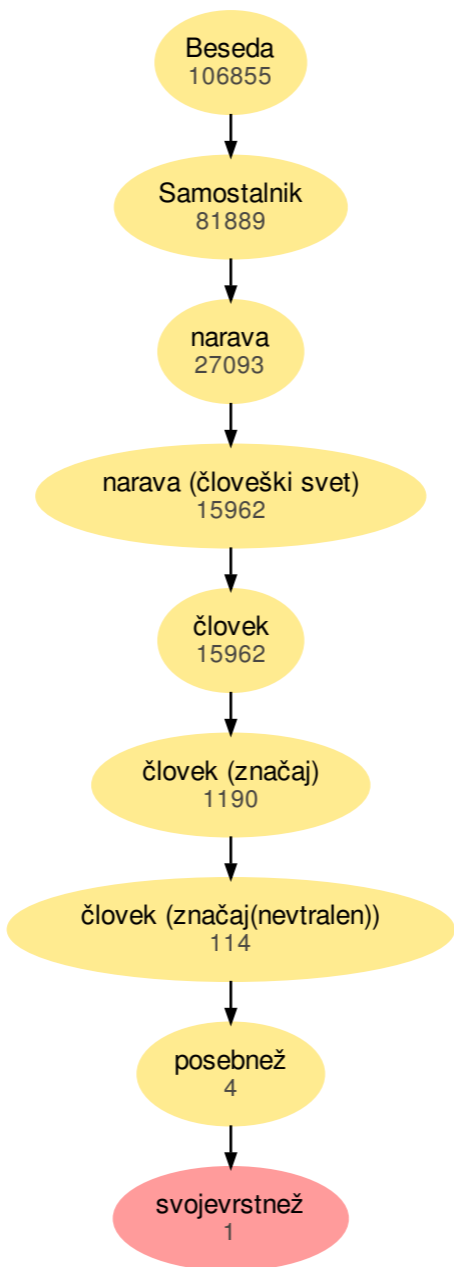 Beseda
106855
Samostalnik
81889
narava
27093
narava (človeški svet)
15962
človek
15962
človek (značaj)
1190
človek (značaj(nevtralen))
114
posebnež
4
svojevrstnež
1